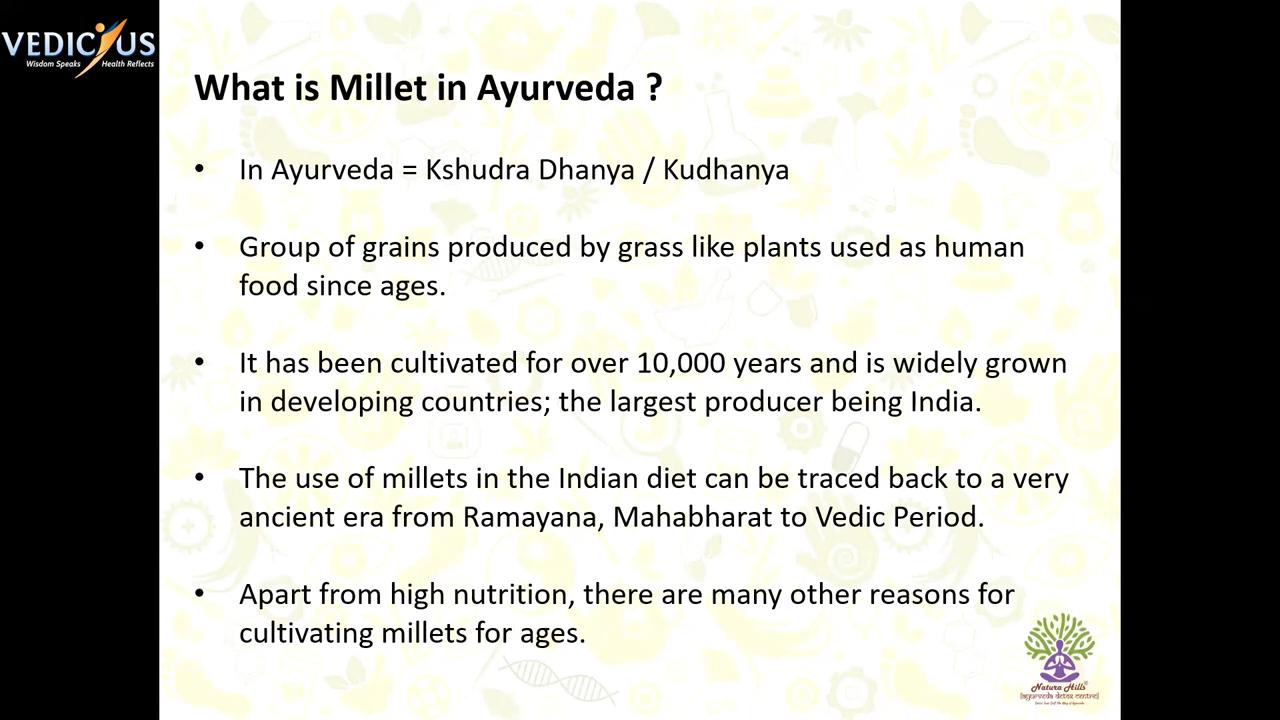 VEDICIUS
Wisdom Speaks Health Reflects
What is Millet in Ayurveda ?
• In Ayurveda = Kshudra Dhanya / Kudhanya
• Group of grains produced by grass like plants used as human
food since ages.
• It has been cultivated for over 10,000 years and is widely grown
in developing countries; the largest producer being India.
• The use of millets in the Indian diet can be traced back to a very
ancient era from Ramayana, Mahabharat to Vedic Period.
• Apart from high nutrition, there are many other reasons for
cultivating millets for ages.
Natura Hills
(ayurveda detox centre)